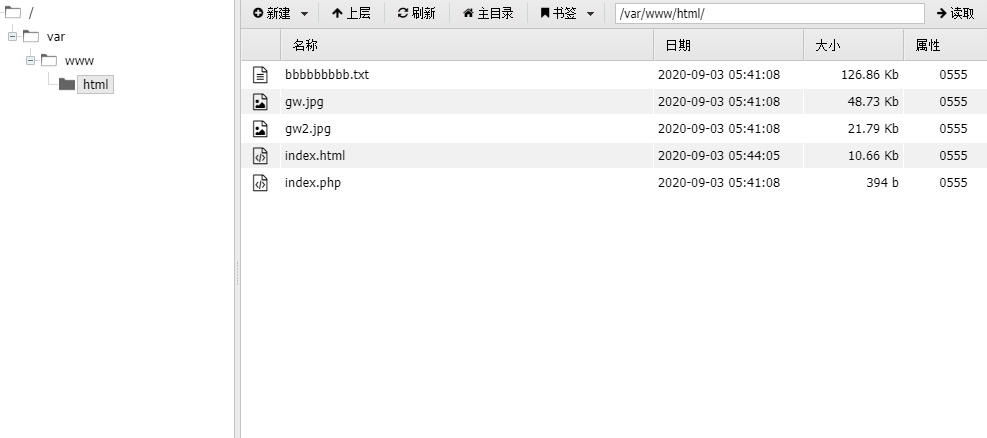 /
var
www
html
新建 上层 刷新 主目录 书签 /var/www/html/ 读取
名称 日期 大小 属性
bbbbbbbbb.txt 2020-09-03 05:41:08 126.86 Kb 0555
gw.jpg 2020-09-03 05:41:08 48.73 Kb 0555
gw2.jpg 2020-09-03 05:41:08 21.79 Kb 0555
index.html 2020-09-03 05:44:05 10.66 Kb 0555
index.php 2020-09-03 05:41:08 394 b 0555